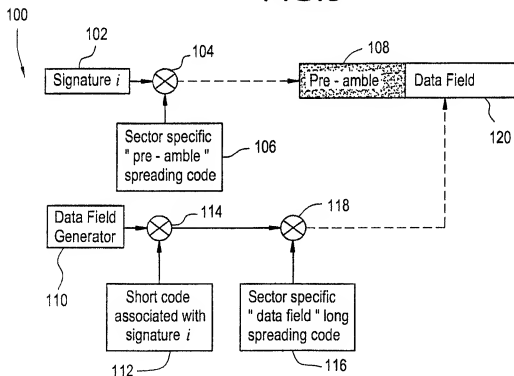 100
102
Signature i
104
108
Pre - amble
Data Field
120
Sector specific
" pre - amble "
spreading code
106
Data Field
Generator
110
114
118
Short code
associated with
signature i
112
Sector specific
" data field " long
spreading code
116